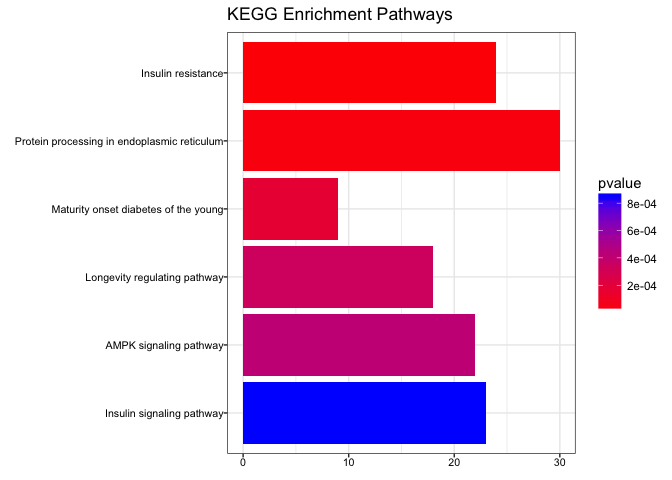 KEGG Enrichment Pathways
Insulin resistance
Protein processing in endoplasmic reticulum
Maturity onset diabetes of the young
Longevity regulating pathway
AMPK signaling pathway
Insulin signaling pathway
0 10 20 30
pvalue
8e-04
6e-04
4e-04
2e-04